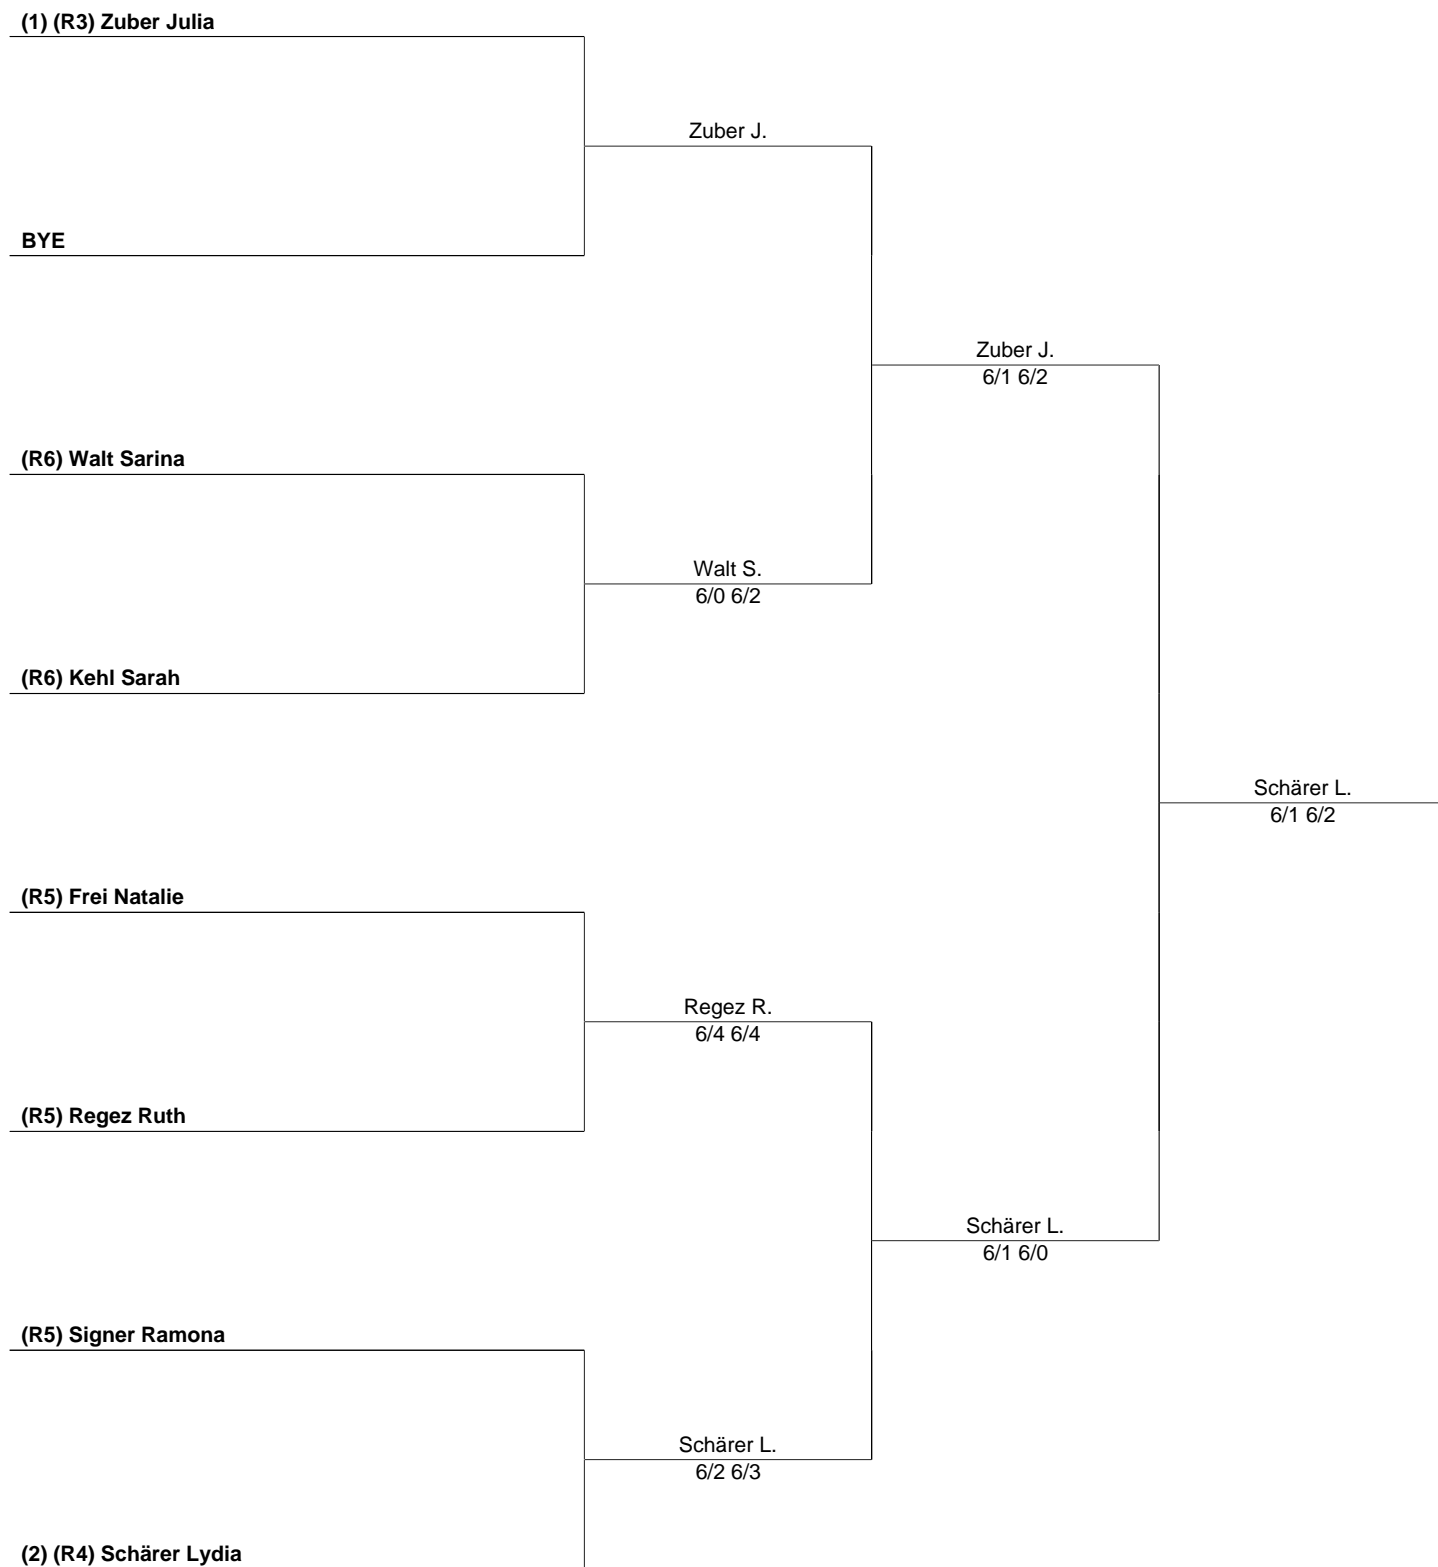 (1) (R3) Zuber Julia
Zuber J.
BYE
Zuber J.
6/1 6/2
(R6) Walt Sarina
Walt S.
6/0 6/2
(R6) Kehl Sarah
Schärer L.
6/1 6/2
(R5) Frei Natalie
Regez R.
6/4 6/4
(R5) Regez Ruth
Schärer L.
6/1 6/0
(R5) Signer Ramona
Schärer L.
6/2 6/3
(2) (R4) Schärer Lydia